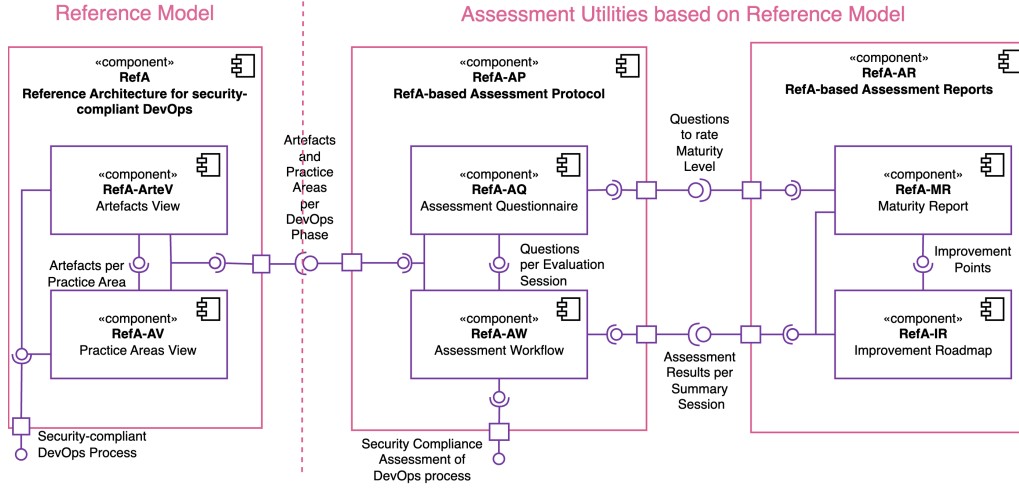 Reference Model
Assessment Utilities based on Reference Model
«component»
RefA
Reference Architecture for security-
compliant DevOps
«component»
RefA-ArteV
Artefacts View
Artefacts per
Practice Area
«component»
RefA-AV
Practice Areas View
Security-compliant
DevOps Process
Artefacts
and
Practice
Areas
per
DevOps
Phase
«component»
RefA-AP
RefA-based Assessment Protocol
«component»
RefA-AQ
Assessment Questionnaire
Questions
per Evaluation
Session
«component»
RefA-AW
Assessment Workflow
Security Compliance
Assessment of
DevOps process
Questions
to rate
Maturity
Level
Assessment
Results per
Summary
Session
«component»
RefA-AR
RefA-based Assessment Reports
«component»
RefA-MR
Maturity Report
Improvement
Points
«component»
RefA-IR
Improvement Roadmap